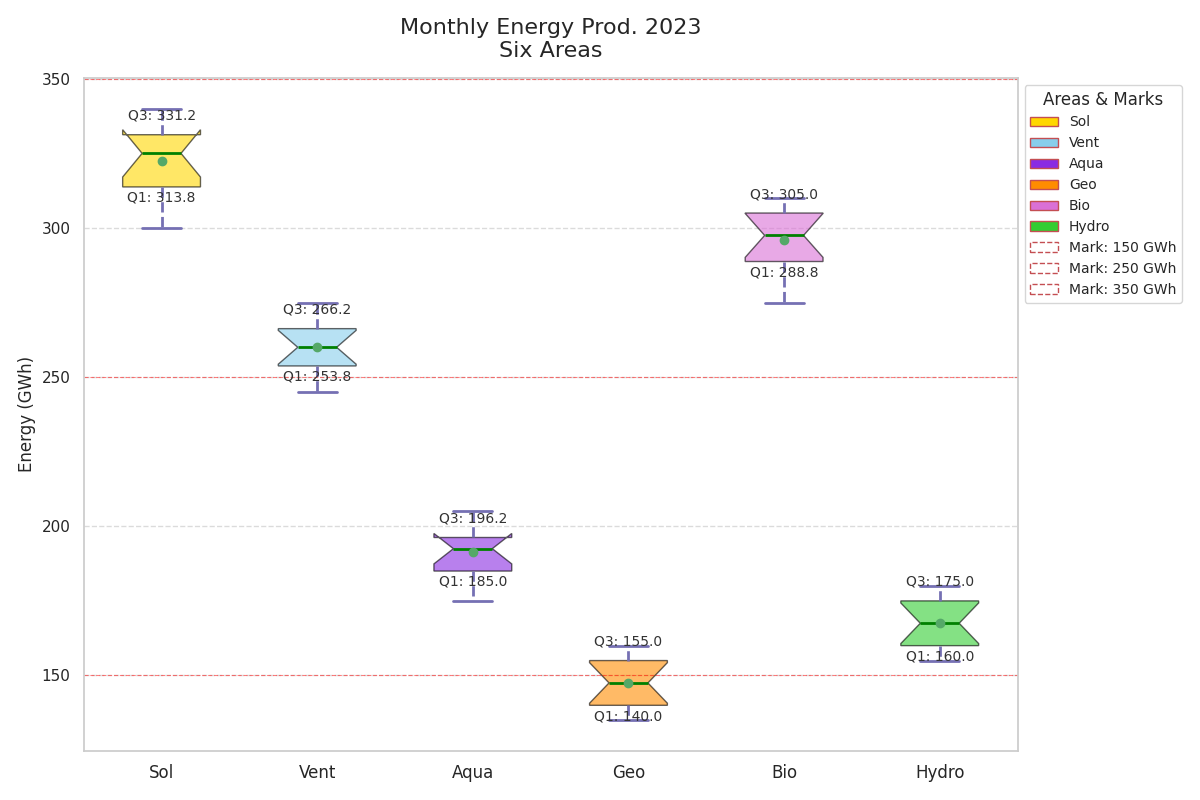 Monthly Energy Prod. 2023
Six Areas
Energy (GWh)
350
300
250
200
150
Q3: 331.2
Q1: 313.8
Q3: 266.2
Q1: 253.8
Q3: 196.2
Q1: 185.0
Q3: 155.0
Q1: 140.0
Q3: 305.0
Q1: 288.8
Q3: 175.0
Q1: 160.0
Sol
Vent
Aqua
Geo
Bio
Hydro
Areas & Marks
Sol
Vent
Aqua
Geo
Bio
Hydro
Mark: 150 GWh
Mark: 250 GWh
Mark: 350 GWh